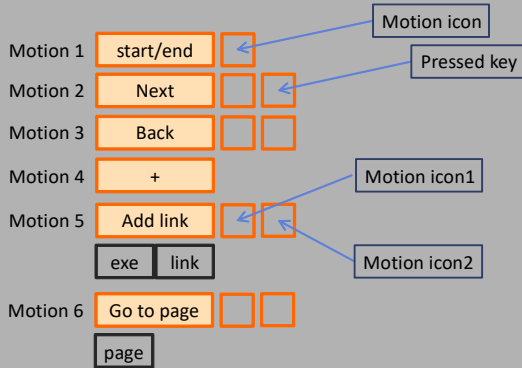 Motion icon
Motion 1 start/end
Pressed key
Motion 2 Next
Motion 3 Back
Motion 4 +
Motion icon1
Motion 5 Add link
exe link
Motion icon2
Motion 6 Go to page
page